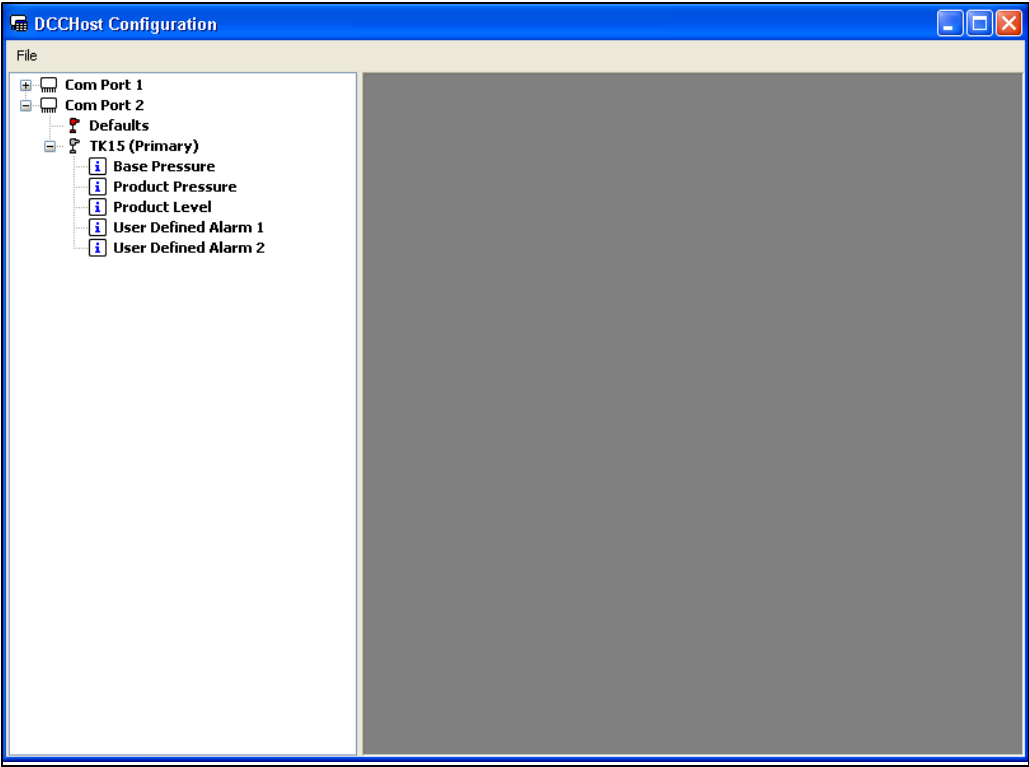 DCCHost Configuration
File
Com Port 1
Com Port 2
Defaults
TK15 (Primary)
Base Pressure
Product Pressure
Product Level
User Defined Alarm 1
User Defined Alarm 2